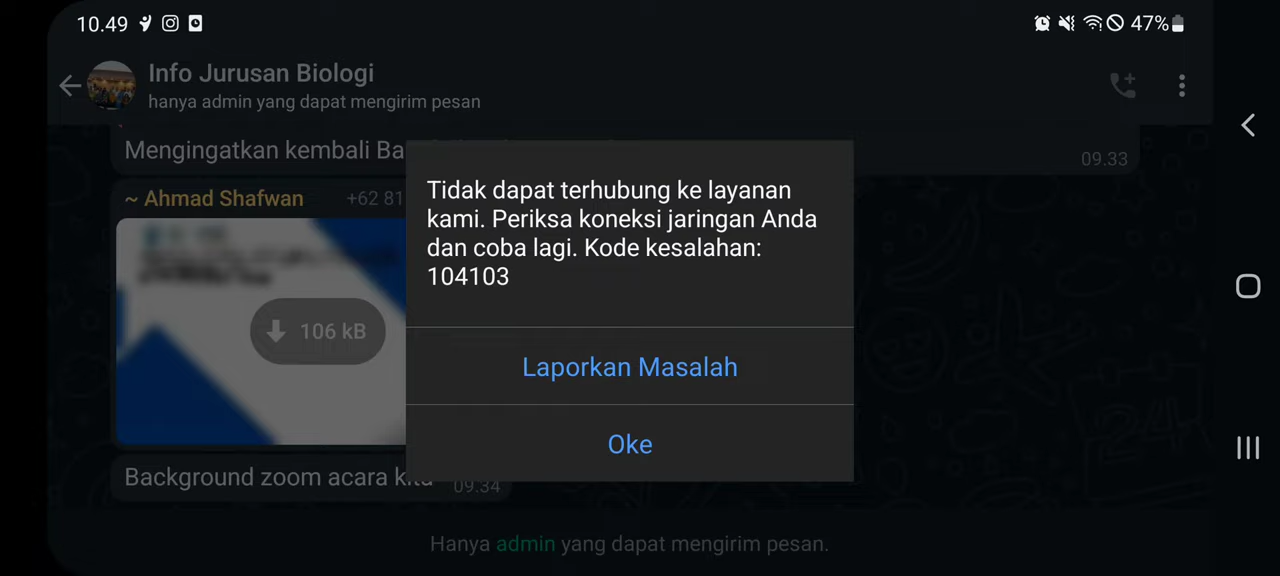 10.49
47%
Info Jurusan Biologi
hanya admin yang dapat mengirim pesan
Mengingatkan kembali
09.33
~ Ahmad Shafwan +62 81
106 kB
Background zoom acara
09.34
Tidak dapat terhubung ke layanan
kami. Periksa koneksi jaringan Anda
dan coba lagi. Kode kesalahan:
104103
Laporkan Masalah
Oke
Hanya admin yang dapat mengirim pesan.